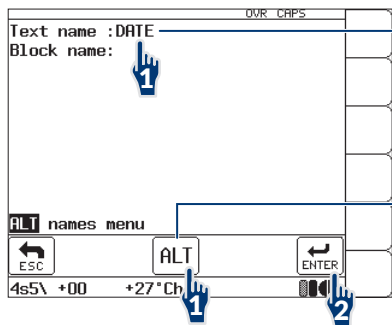 OVR CAPS
Text name :DATE
Block name:
1
ALT names menu
ESC
ALT
ENTER
4s5\ +00 +27°Ch
1
2